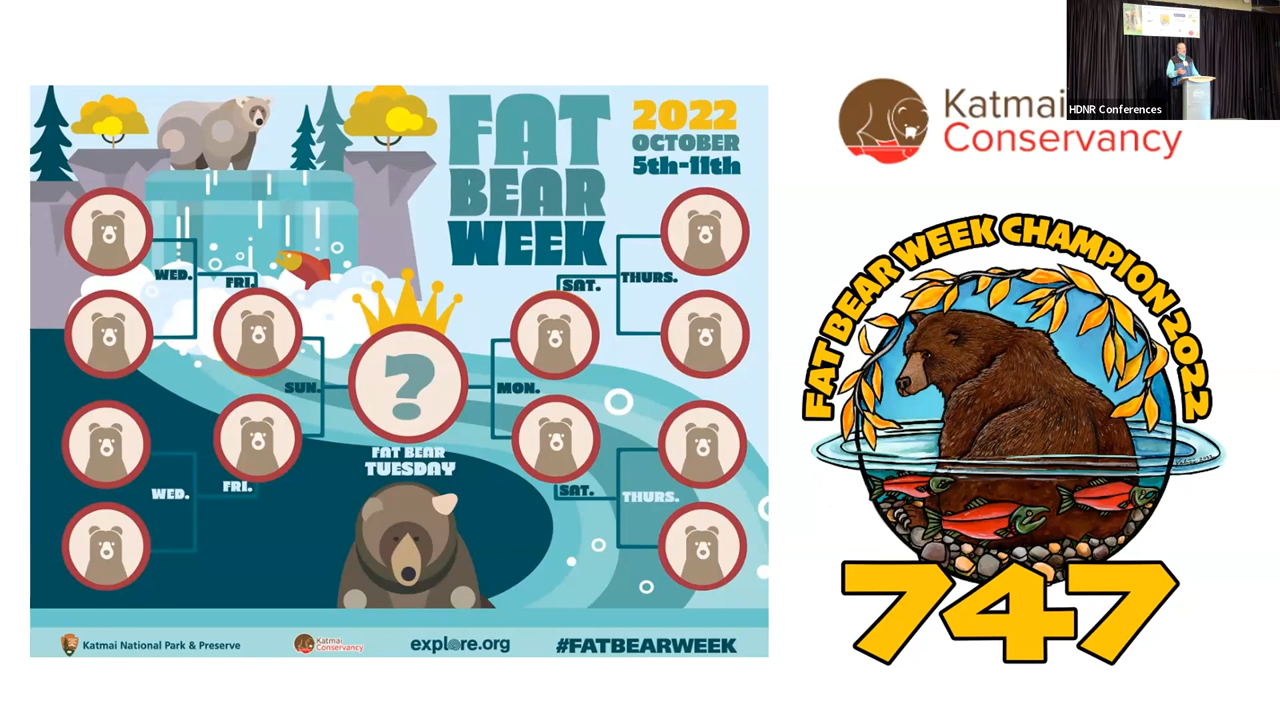 FAT
BEAR
WEEK
2022
OCTOBER
5th-11th
WED.
FRI.
SAT.
THURS.
SUN.
MON.
FAT BEAR
TUESDAY
WED.
FRI.
SAT.
THURS.
Katmai National Park & Preserve
Katmai
Conservancy
explore.org
#FATBEARWEEK
Katmai
Conservancy
HDNR Conferences
FAT BEAR WEEK CHAMPION 2022
747